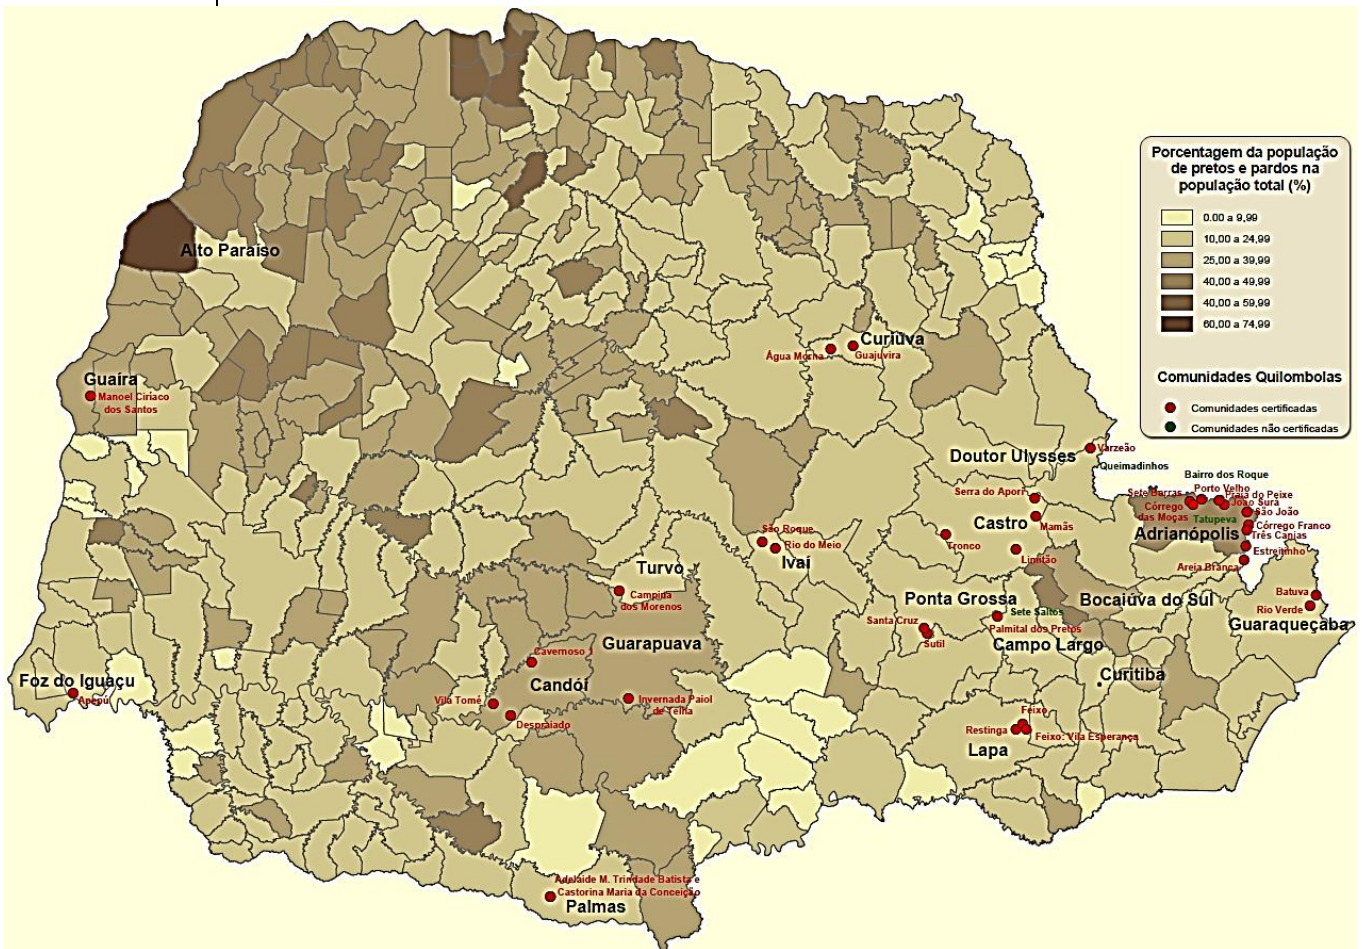 Porcentagem da população
de pretos e pardos na
população total (%)
0.00 a 9,99
10,00 a 24,99
25,00 a 39,99
40,00 a 49,99
40,00 a 59,99
60,00 a 74,99
Comunidades Quilombolas
Comunidades certificadas
Comunidades não certificadas
Alto Paraíso
Curiúva
Água Morna
Guajuvira
Guaíra
Manoel Ciríaco
dos Santos
Doutor Ulysses
Varzeão
Queimadinhos
Bairro dos Roque
Serra do Apon
Sete Barras
Porto Velho
Praia do Peixe
Córrego
das Moças
João Surá
São João
Tatupeva
Castro
Mamãs
Adrianópolis
Córrego Franco
Três Canais
São Roque
Rio do Meio
Ivaí
Tronco
Limitão
Estreitinho
Areia Branca
Turvo
Campina
dos Morenos
Ponta Grossa
Sete Saltos
Bocaiúva do Sul
Batuva
Rio Verde
Guaraqueçaba
Santa Cruz
Sutil
Palmital dos Pretos
Campo Largo
Guarapuava
Cavernoso 1
Candói
Foz do Iguaçu
Apepú
Curitiba
Vila Tomé
Despraiado
Invernada Paiol
de Telha
Feixo
Restinga
Feixo: Vila Esperança
Lapa
Adelaide M. Trindade Batista e
Castorina Maria da Conceição
Palmas